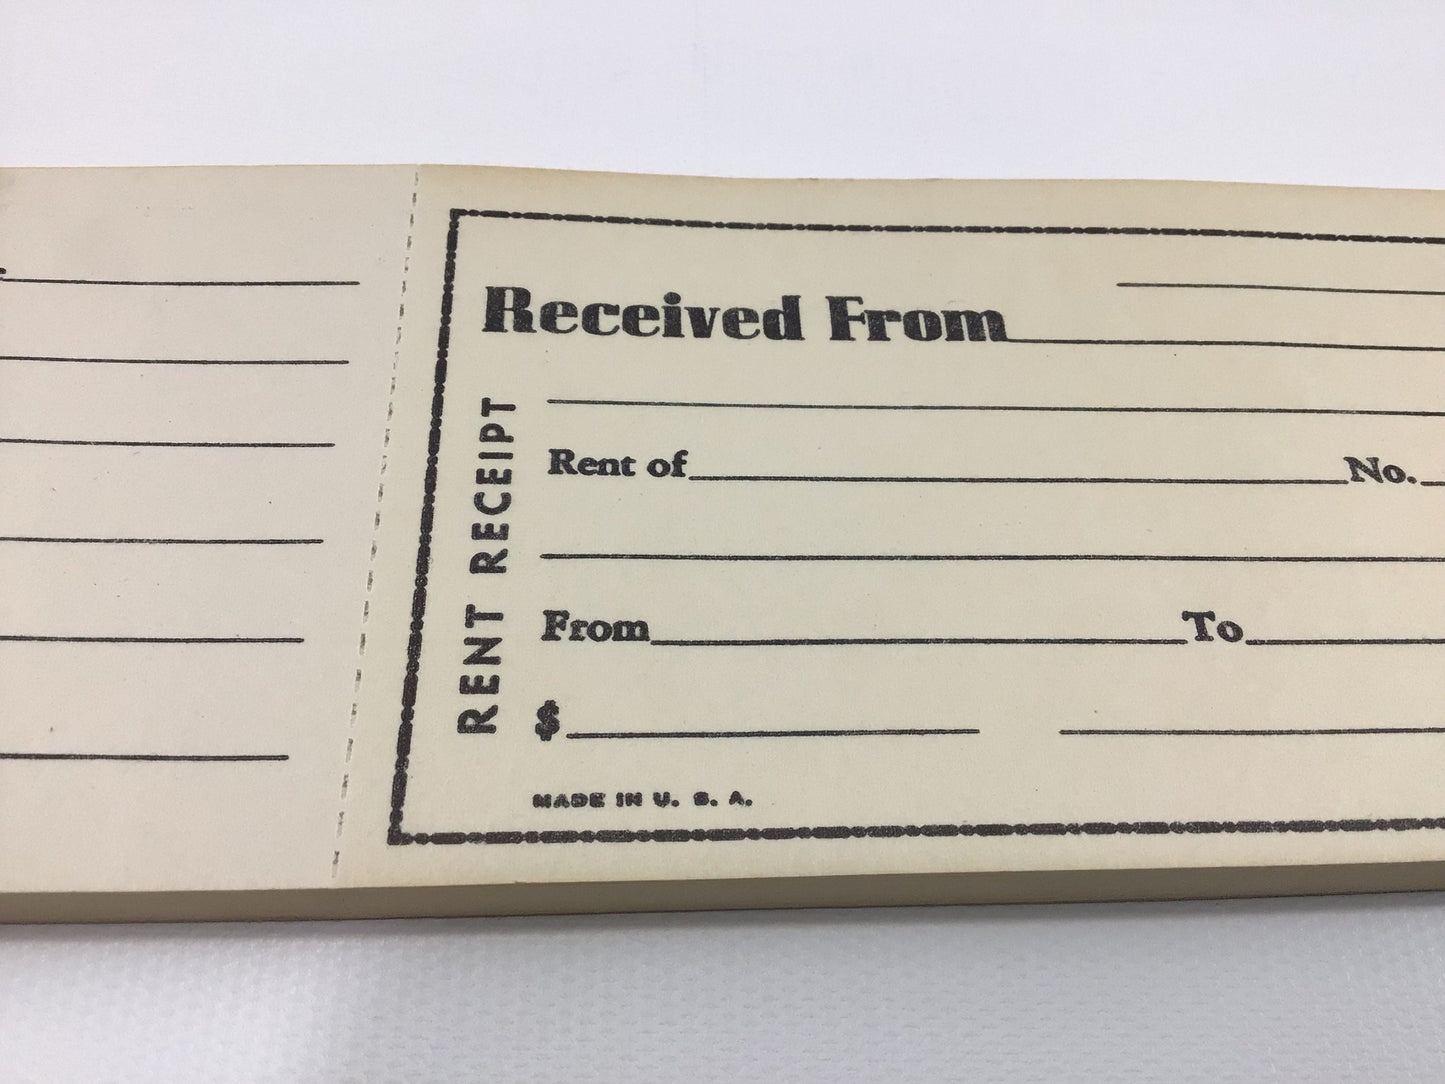 Received From
RENT RECEIPT
Rent of No.
From To
$
MADE IN U. S. A.